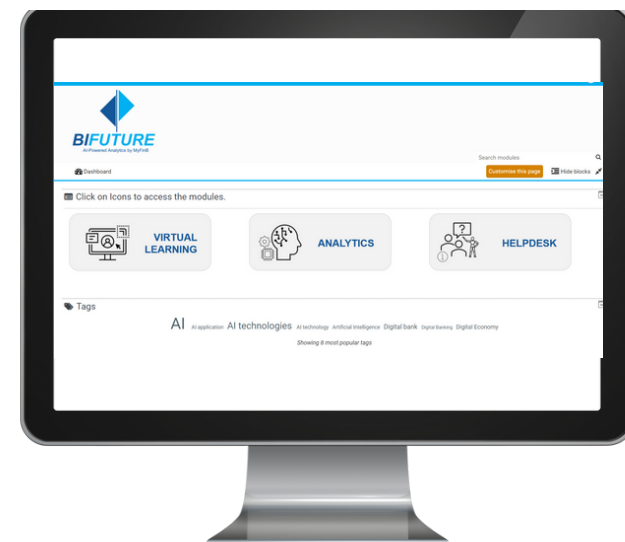 BIFUTURE
AI-Powered Analytics by MyFinB
Search modules
Dashboard
Customise this page
Hide blocks
Click on Icons to access the modules.
VIRTUAL
LEARNING
ANALYTICS
HELPDESK
Tags
AI AI application AI technologies AI technology Artificial Intelligence Digital bank Digital Banking Digital Economy
Showing 8 most popular tags